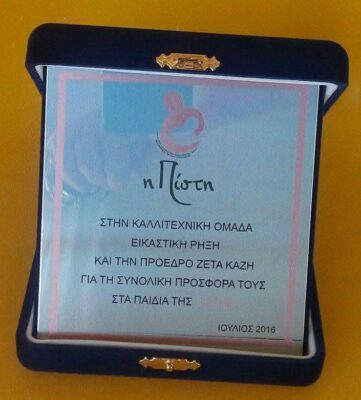 η Πίστη
ΣΤΗΝ ΚΑΛΛΙΤΕΧΝΙΚΗ ΟΜΑΔΑ
ΕΙΚΑΣΤΙΚΗ ΡΗΞΗ
ΚΑΙ ΤΗΝ ΠΡΟΕΔΡΟ ΖΕΤΑ ΚΑΖΗ
ΓΙΑ ΤΗ ΣΥΝΟΛΙΚΗ ΠΡΟΣΦΟΡΑ ΤΟΥΣ
ΣΤΑ ΠΑΙΔΙΑ ΤΗΣ
ΙΟΥΛΙΟΣ 2016